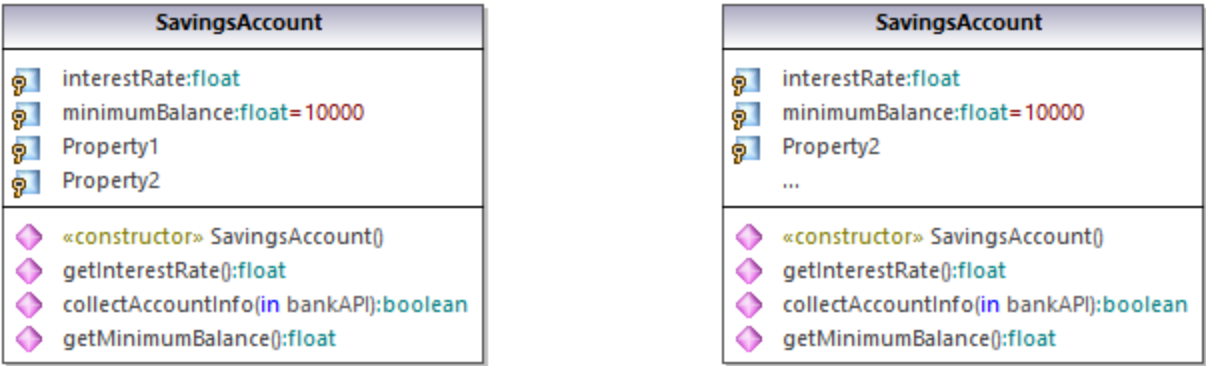 SavingsAccount
interestRate:float
minimumBalance:float=10000
Property1
Property2
«constructor» SavingsAccount()
getInterestRate():float
collectAccountInfo(in bankAPI):boolean
getMinimumBalance():float
SavingsAccount
interestRate:float
minimumBalance:float=10000
Property2
...
«constructor» SavingsAccount()
getInterestRate():float
collectAccountInfo(in bankAPI):boolean
getMinimumBalance():float